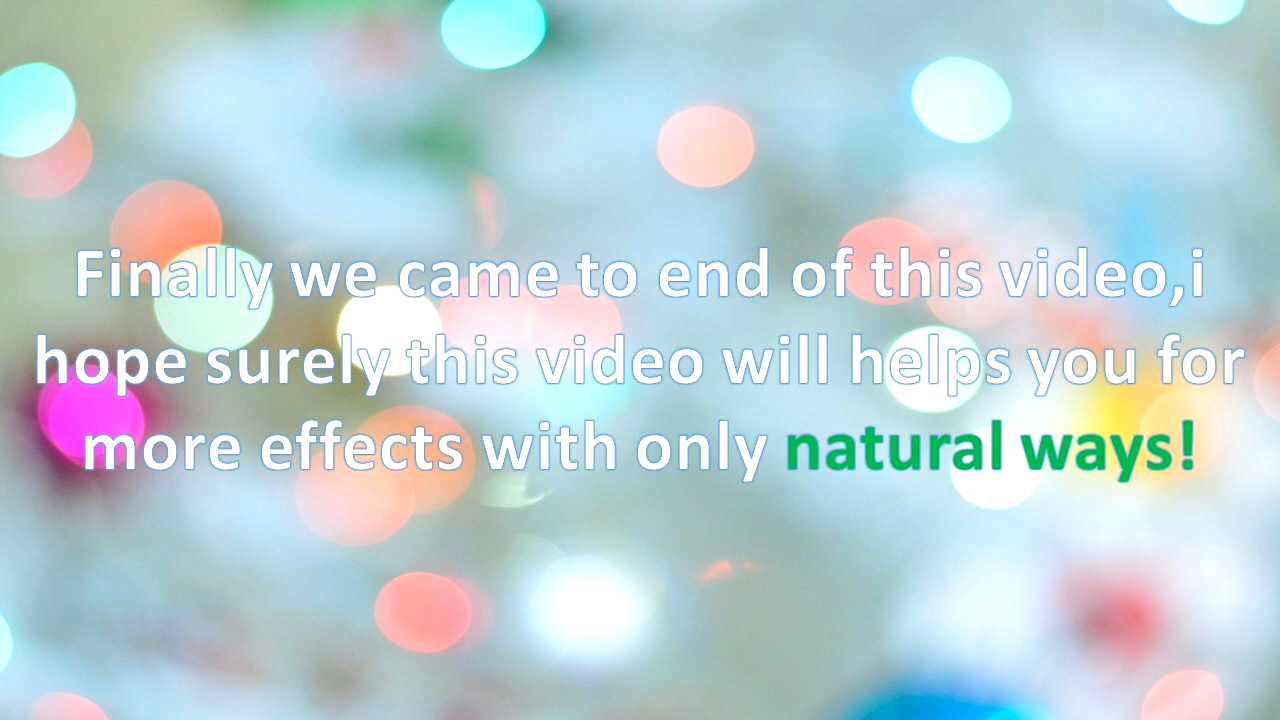 Finally we came to end of this video,i
hope surely this video will helps you for
more effects with only natural ways!